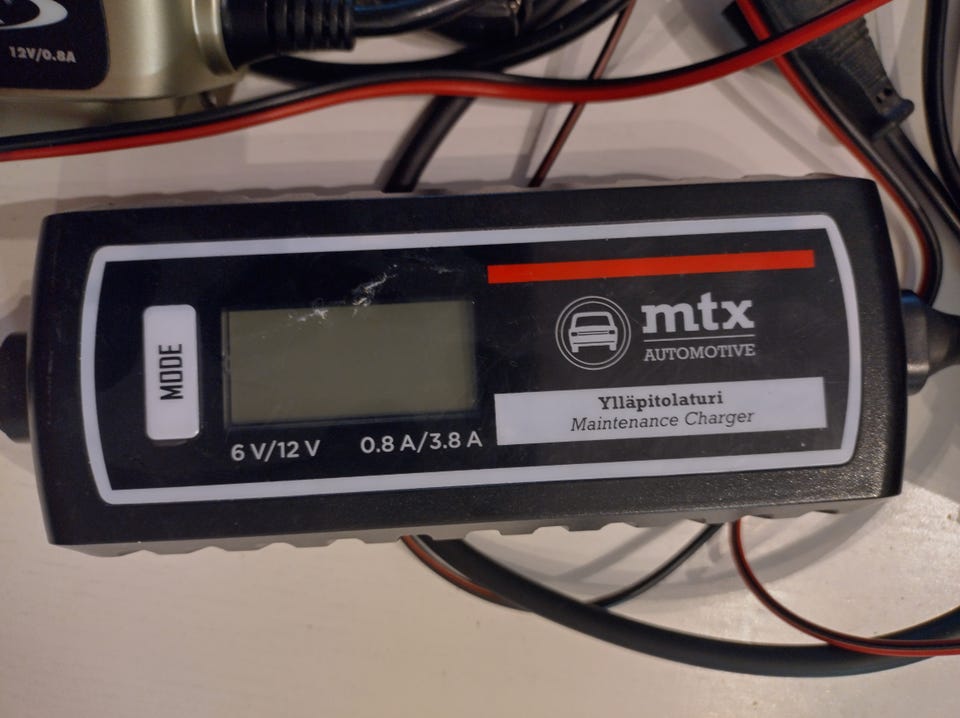 12V/0.8A
mtx
AUTOMOTIVE
MODE
Ylläpitolaturi
Maintenance Charger
6 V/12 V 0.8 A/3.8 A